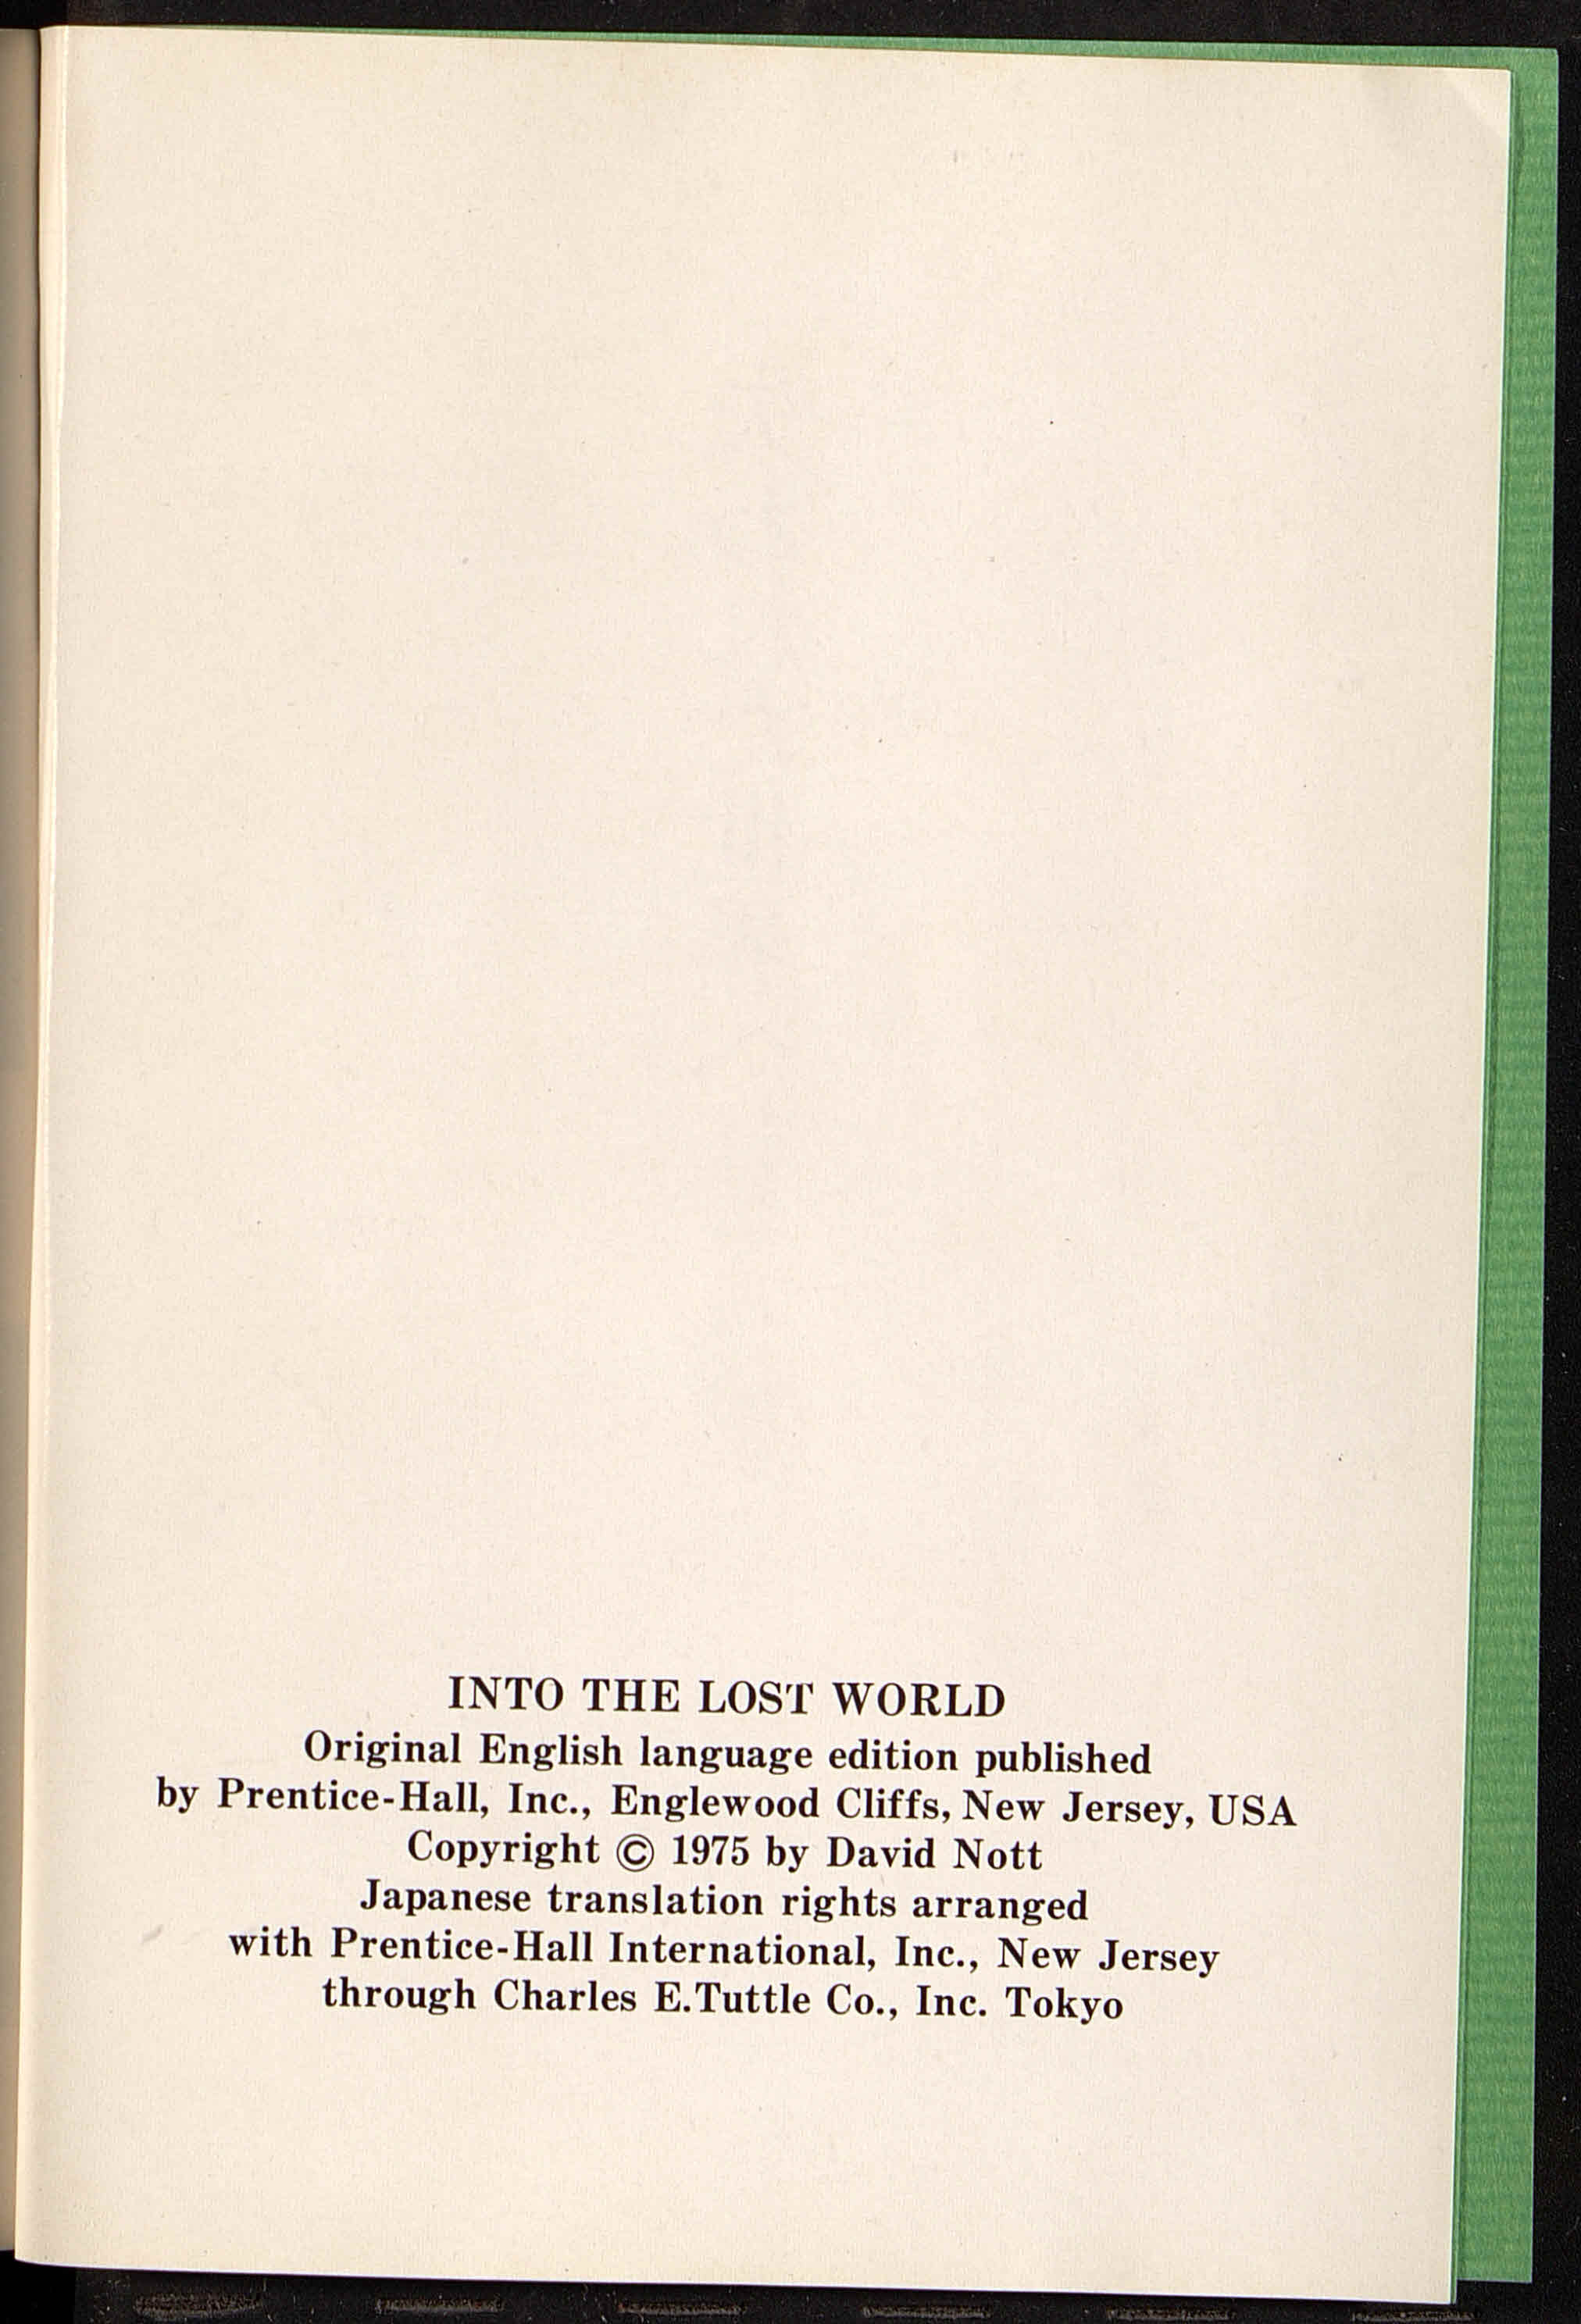 INTO THE LOST WORLD
Original English language edition published
by Prentice-Hall, Inc., Englewood Cliffs, New Jersey, USA
Copyright © 1975 by David Nott
Japanese translation rights arranged
with Prentice-Hall International, Inc., New Jersey
through Charles E.Tuttle Co., Inc. Tokyo